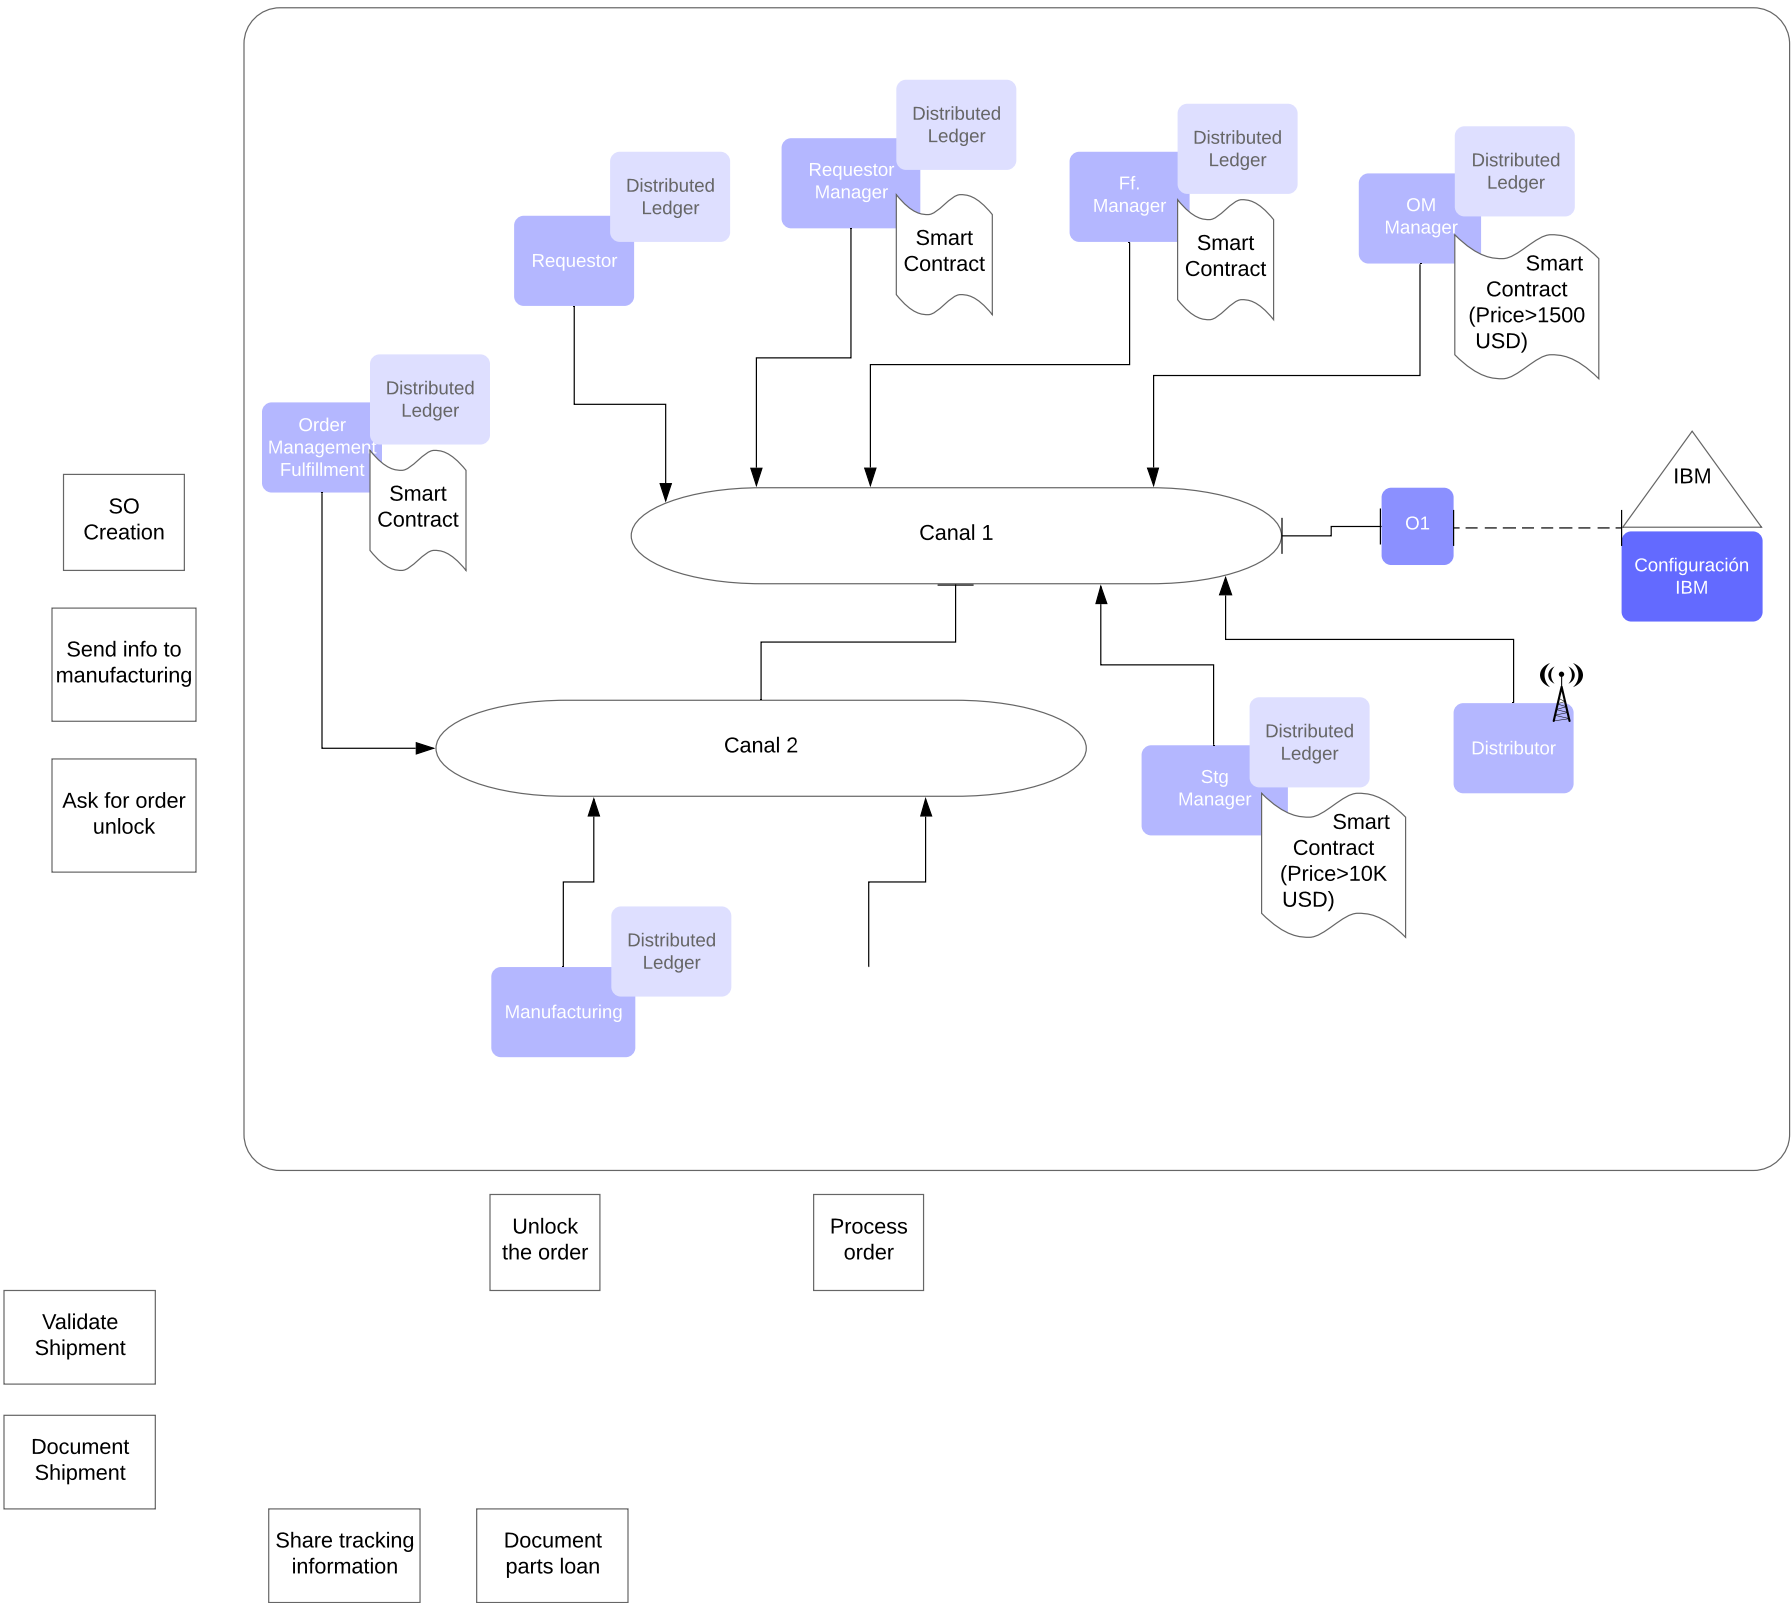 Distributed
Ledger
Requestor
Manager
Smart
Contract
Distributed
Ledger
Ff.
Manager
Smart
Contract
Distributed
Ledger
OM
Manager
Smart
Contract
(Price>1500
USD)
Distributed
Ledger
Requestor
Distributed
Ledger
Order
Management
Fulfillment
Smart
Contract
SO
Creation
Canal 1
O1
IBM
Configuración
IBM
Send info to
manufacturing
Ask for order
unlock
Canal 2
Distributed
Ledger
Stg
Manager
Smart
Contract
(Price>10K
USD)
Distributor
Distributed
Ledger
Manufacturing
Unlock
the order
Process
order
Validate
Shipment
Document
Shipment
Share tracking
information
Document
parts loan